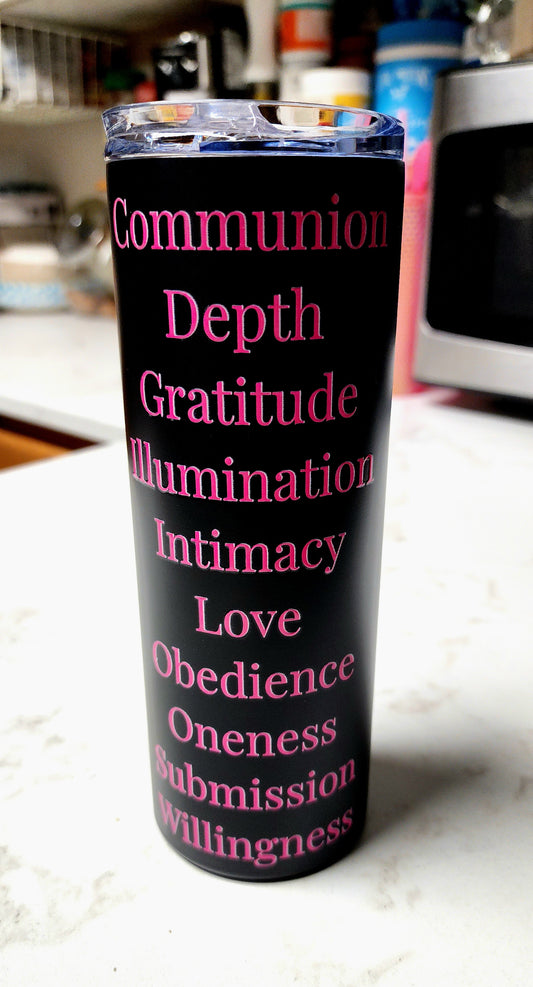 Communion
Depth
Gratitude
Illumination
Intimacy
Love
Obedience
Oneness
Submission
Willingness